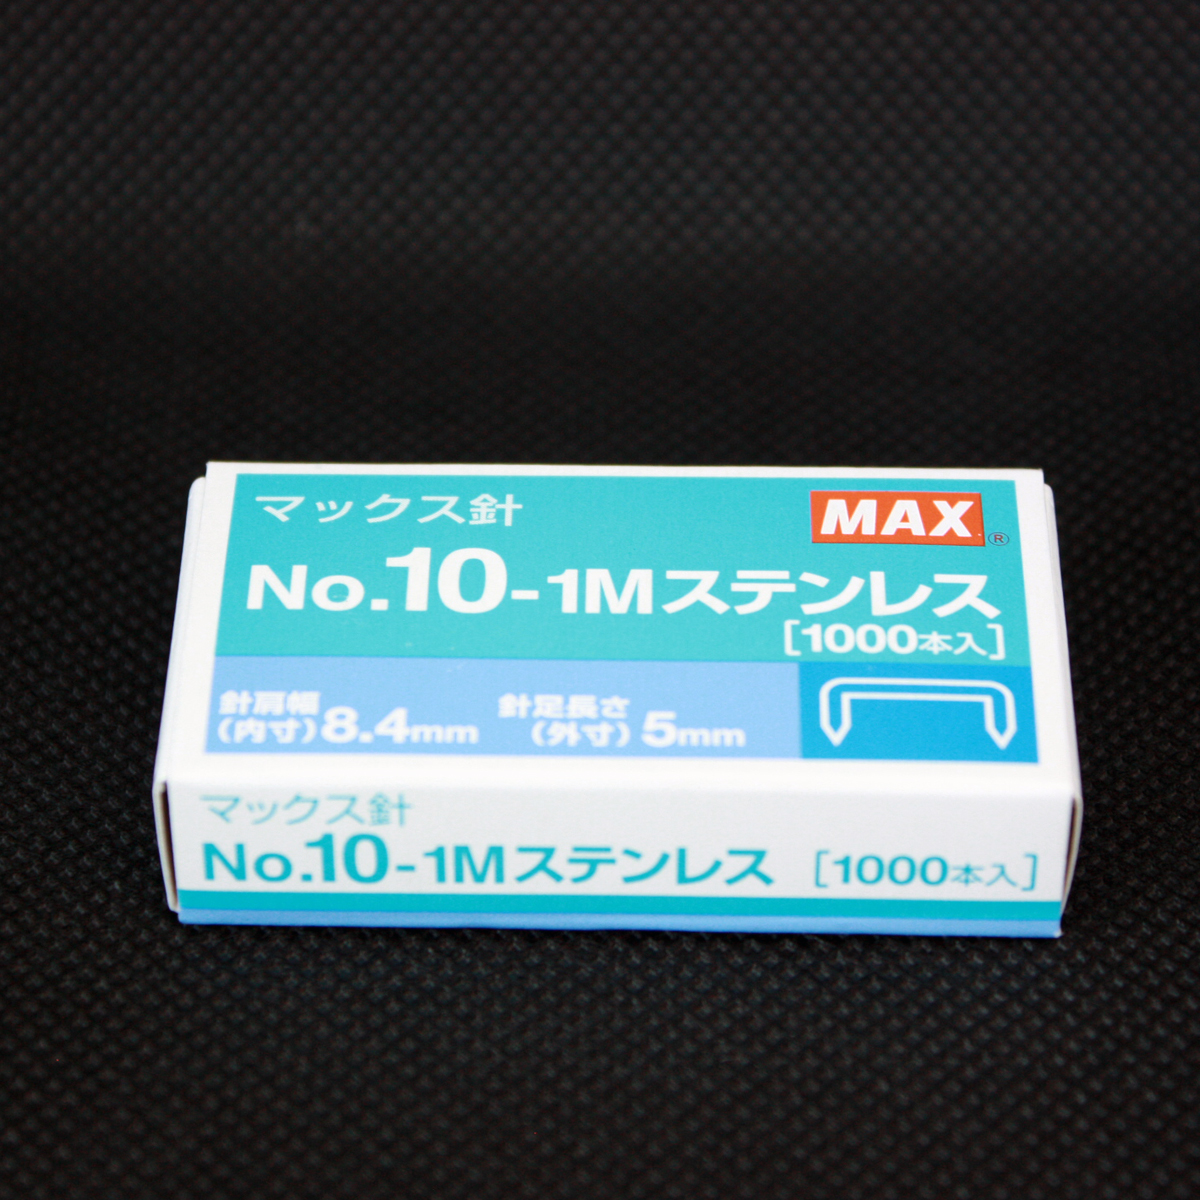 マックス針
MAX®
No.10-1Mステンレス
[1000本入]
針肩幅
(内寸)8.4mm
針足長さ
(外寸)5mm
マックス針
No.10-1Mステンレス [1000本入]